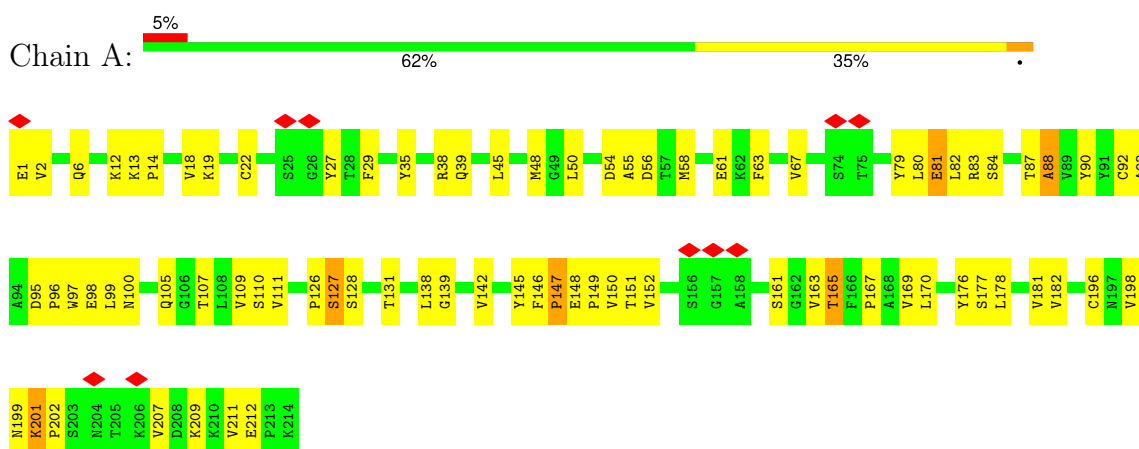 5%
Chain A:
62% 35% •
E1 V2 Q6 K12 K13 P14 V18 K19 C22 S25 G26 Y27 T28 F29 Y35 R38 Q39 L45 M48 G49 L50 D54 A55 D56 T57 M58 E61 K62 F63 V67 S74 T75 Y79 L80 E81 L82 R83 S84 T87 A88 V89 Y90 Y91 C92
A94 D95 P96 W97 E98 L99 N100 Q105 G106 T107 L108 V109 S110 V111 P126 S127 S128 T131 L138 G139 V142 Y145 F146 P147 E148 P149 V150 T151 V152 S156 G157 A158 S161 G162 V163 T165 F166 P167 A168 V169 L170 Y176 S177 L178 V181 V182 C196 N197 V198
N199 K201 P202 S203 N204 T205 K206 V207 D208 K209 K210 V211 E212 P213 K214